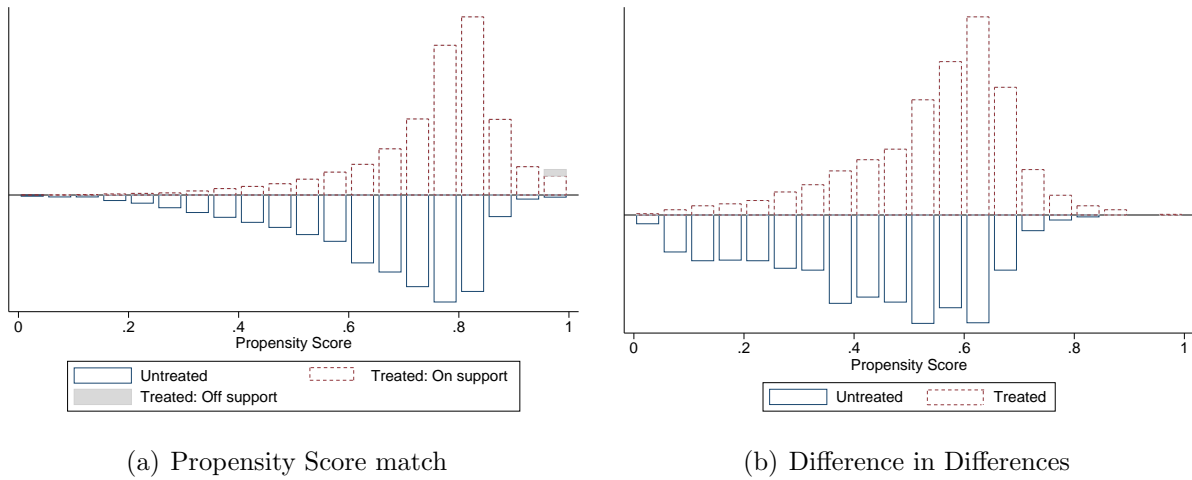 0 .2 .4 .6 .8 1
Propensity Score
Untreated Treated: On support
Treated: Off support
(a) Propensity Score match
0 .2 .4 .6 .8 1
Propensity Score
Untreated Treated
(b) Difference in Differences